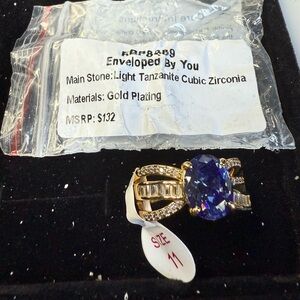 Enveloped By You
Main Stone: Light Tanzanite Cubic Zirconia
Materials: Gold Plating
MSRP: $132
SIZE
11